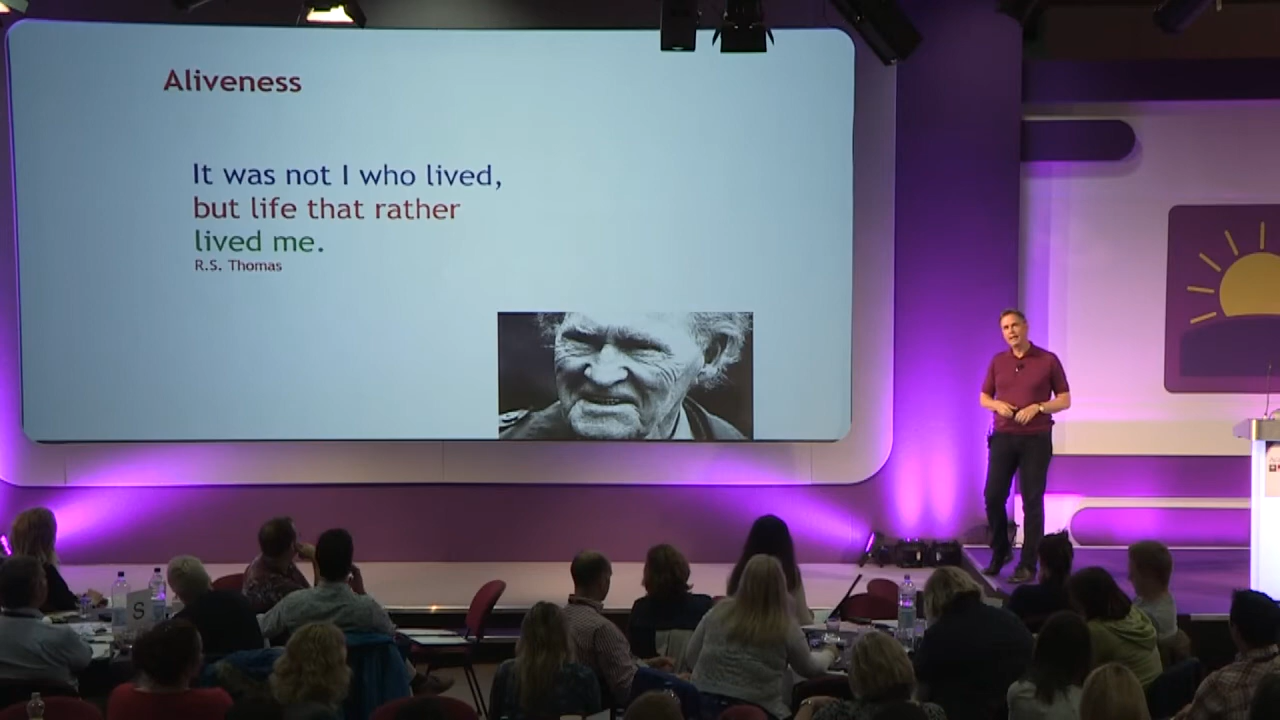 Aliveness
It was not I who lived,
but life that rather
lived me.
R.S. Thomas
S